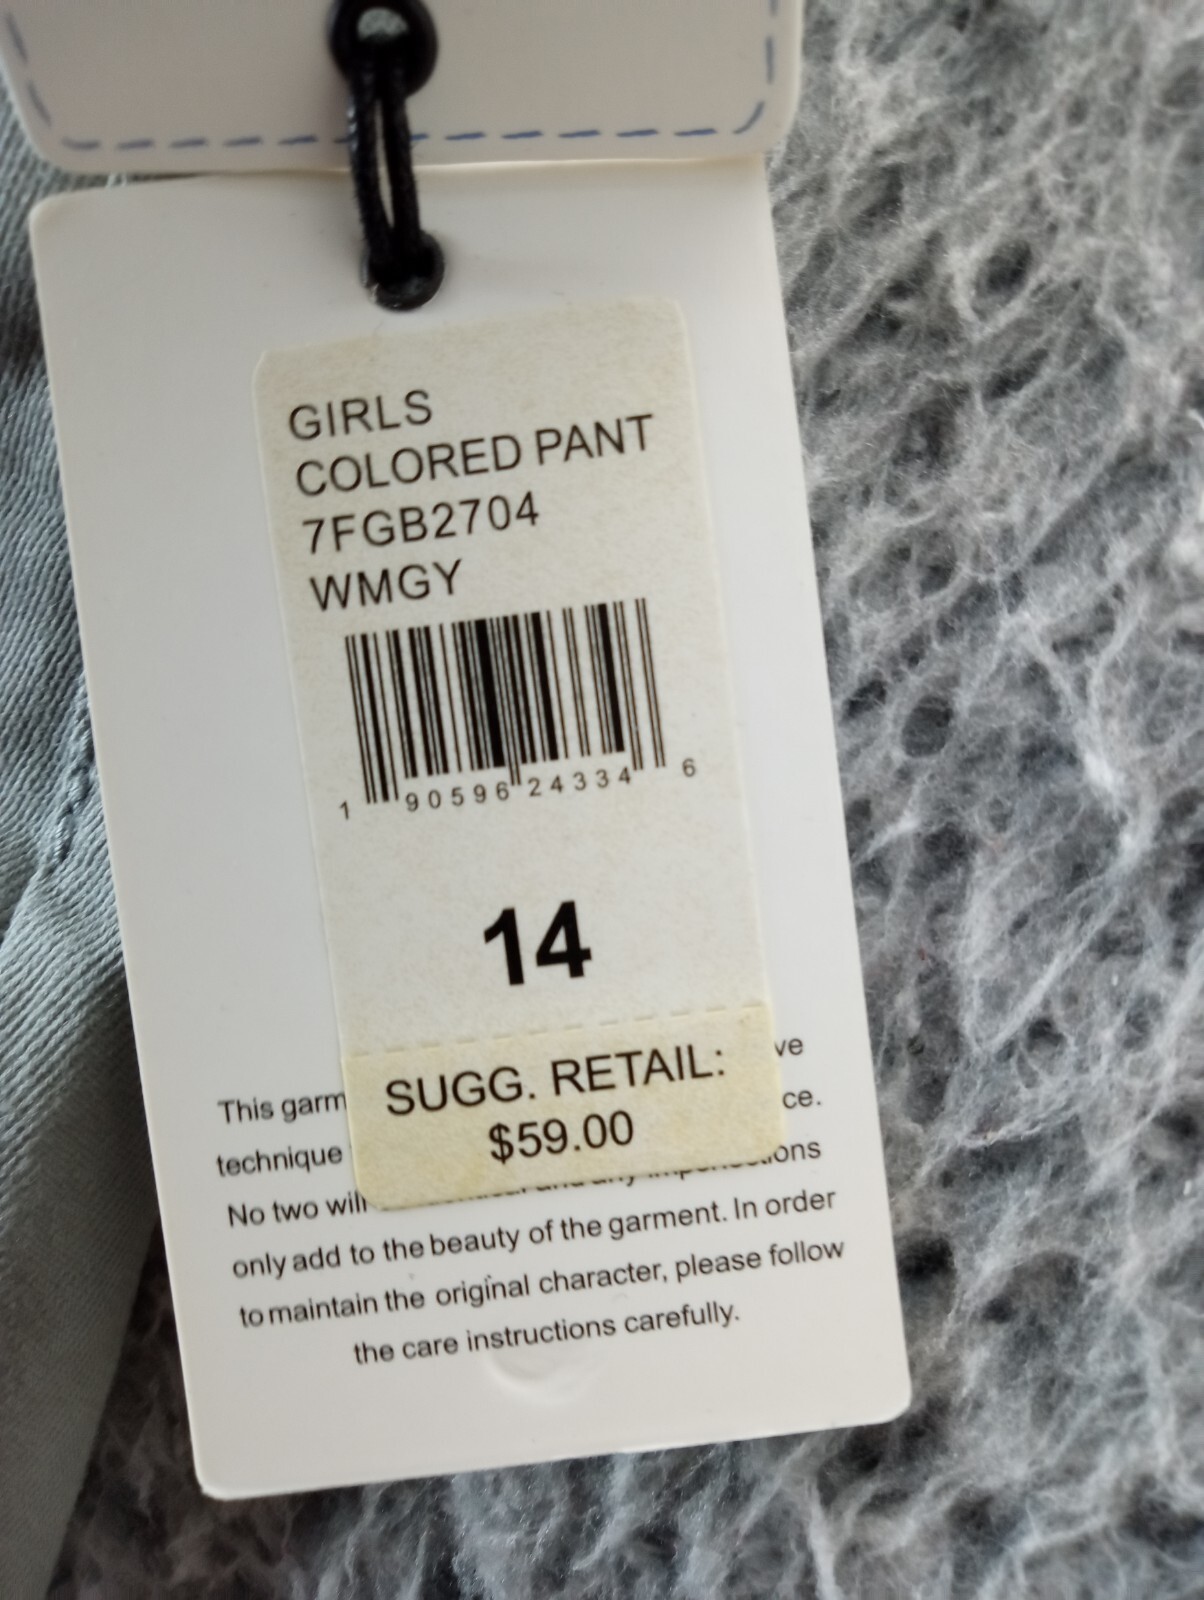 GIRLS
COLORED PANT
7FGB2704
WMGY
1 90596 24334 6
14
SUGG. RETAIL:
$59.00
This garm ve
technique ce.
No two will ons
only add to the beauty of the garment. In order
to maintain the original character, please follow
the care instructions carefully.